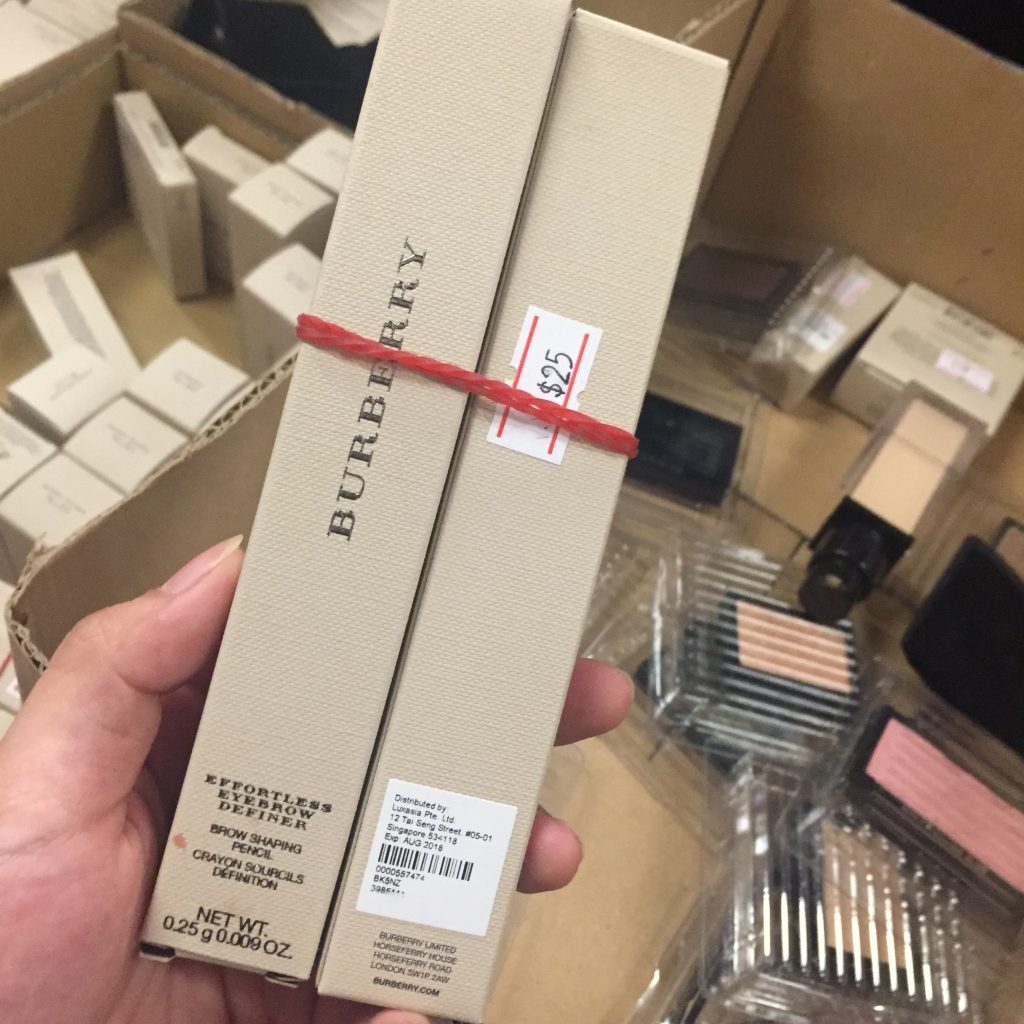 BURBERRY
EFFORTLESS
EYEBROW
DEFINER
BROW SHAPING
PENCIL
CRAYON SOURCILS
DÉFINITION
NET WT.
0.25 g 0.009 OZ.
$25
Distributed by:
Luxasia Pte. Ltd.
12 Tai Seng Street, #05-01
Singapore 534118
Exp: AUG 2018
0000557474
BK5NZ
3985111
BURBERRY LIMITED
HORSEFERRY HOUSE
HORSEFERRY ROAD
LONDON SW1P 2AW
BURBERRY.COM